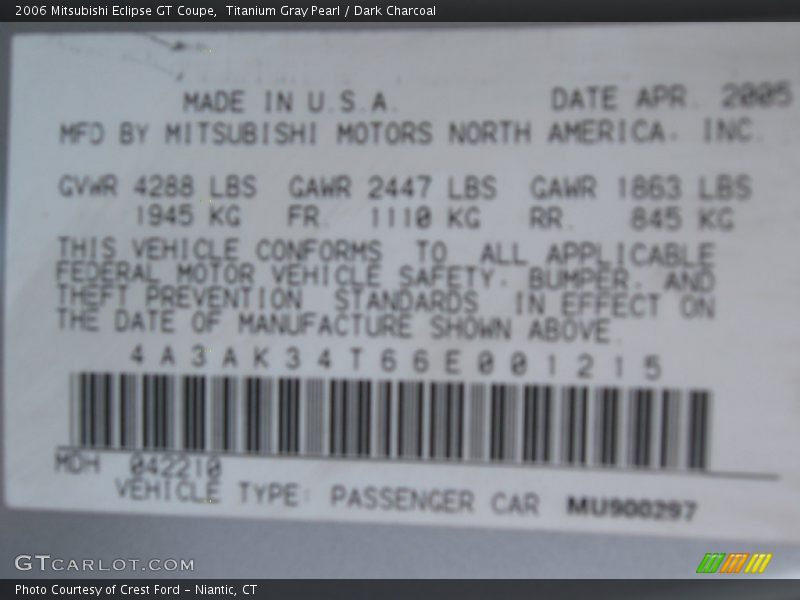 2006 Mitsubishi Eclipse GT Coupe,  Titanium Gray Pearl / Dark Charcoal
MADE IN U.S.A. DATE APR. 2005
MFD BY MITSUBISHI MOTORS NORTH AMERICA. INC.
GVWR 4288 LBS GAWR 2447 LBS GAWR 1863 LBS
1945 KG FR. 1110 KG RR. 845 KG
THIS VEHICLE CONFORMS TO ALL APPLICABLE
FEDERAL MOTOR VEHICLE SAFETY. BUMPER. AND
THEFT PREVENTION STANDARDS IN EFFECT ON
THE DATE OF MANUFACTURE SHOWN ABOVE.
4A3AK34T66E001215
MDH 042210
VEHICLE TYPE: PASSENGER CAR MU900297
GTCARLOT.COM
Photo Courtesy of Crest Ford – Niantic, CT